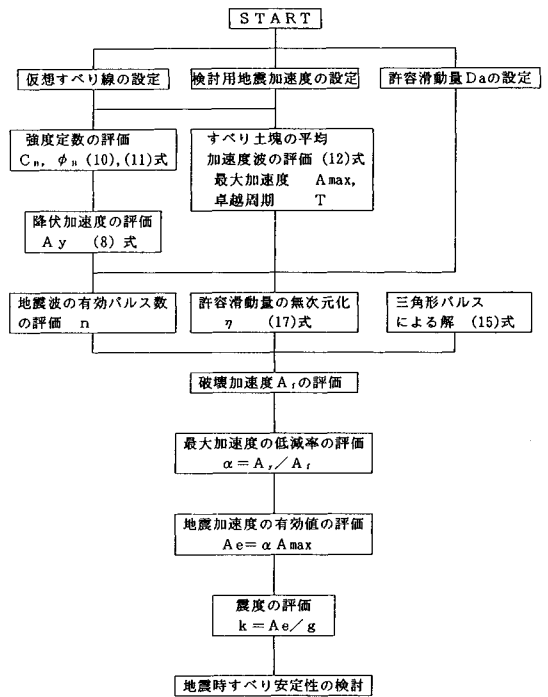 START
仮想すべり線の設定
検討用地震加速度の設定
許容滑動量Daの設定
強度定数の評価
Cn, φn (10),(11)式
すべり土塊の平均
加速度波の評価 (12)式
最大加速度 Amax,
卓越周期 T
降伏加速度の評価
Ay (8) 式
地震波の有効パルス数
の評価 n
許容滑動量の無次元化
η (17)式
三角形パルス
による解 (15)式
破壊加速度Afの評価
最大加速度の低減率の評価
α=Ay/Af
地震加速度の有効値の評価
Ae=αAmax
震度の評価
k=Ae/g
地震時すべり安定性の検討